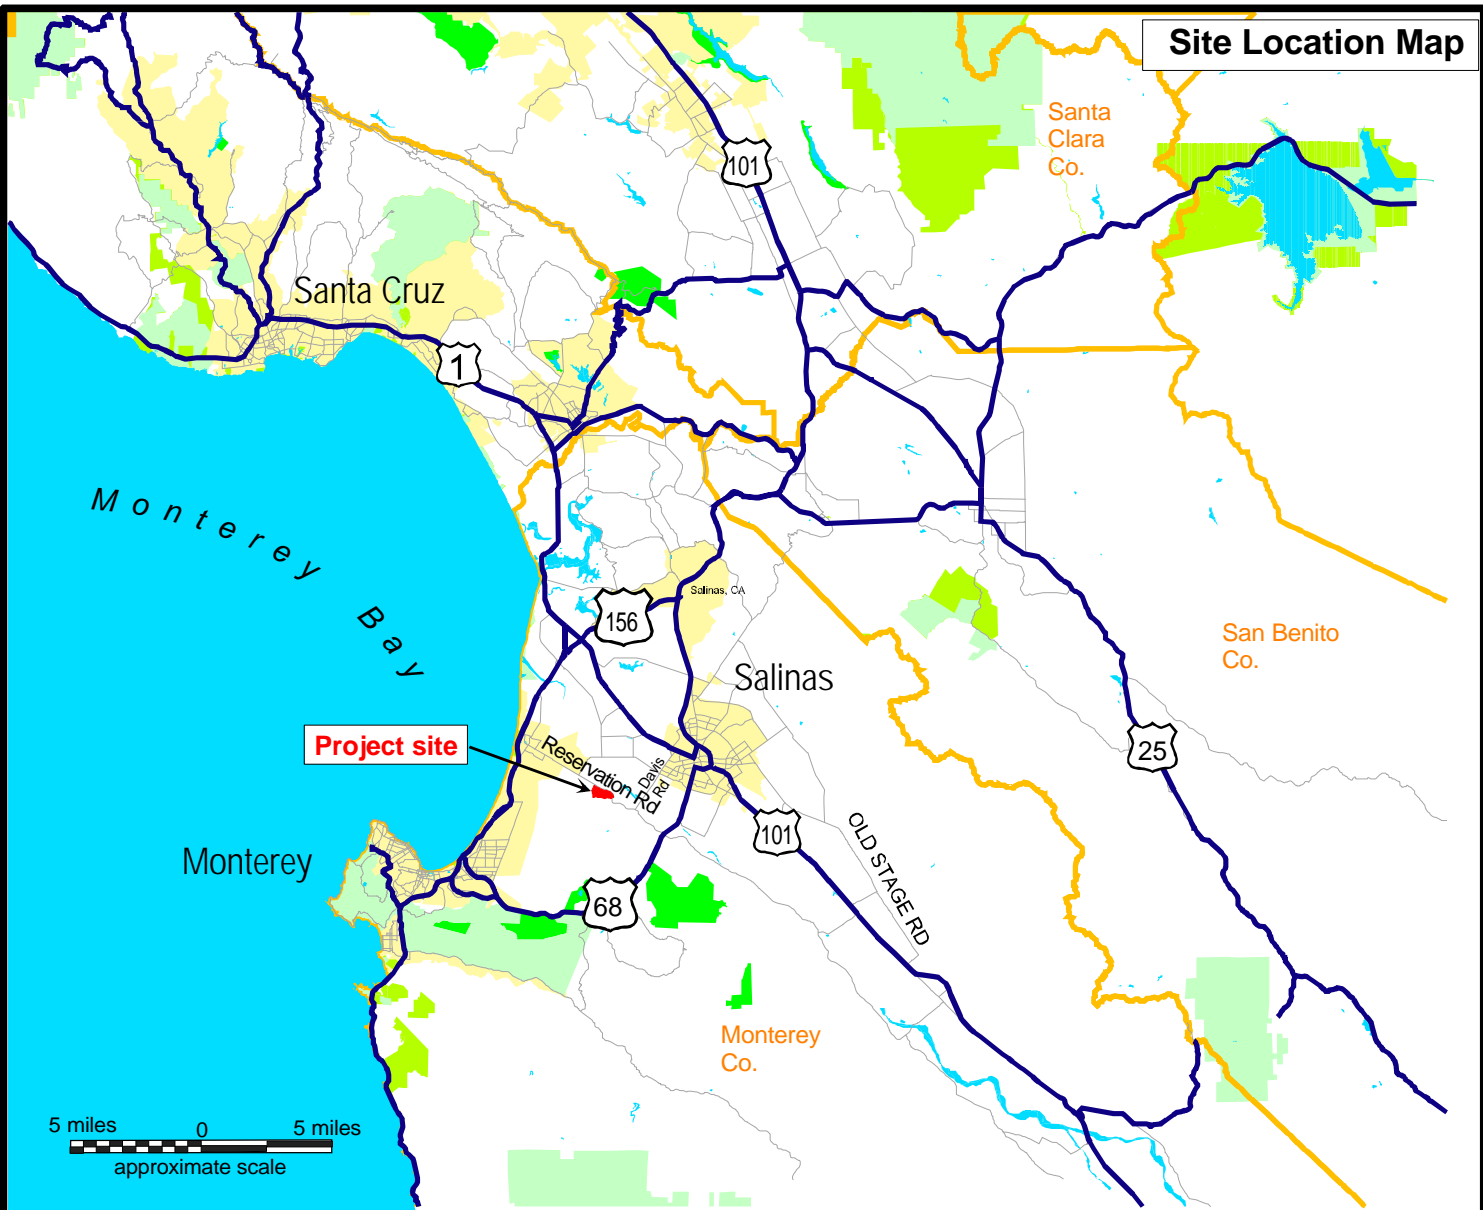 Site Location Map
Santa
Clara
Co.
101
Santa Cruz
1
Monterey Bay
Salinas, CA
156
San Benito
Co.
Salinas
Project site
Reservation Rd
Davis
Rd
25
101
OLD STAGE RD
Monterey
68
Monterey
Co.
5 miles 0 5 miles
approximate scale